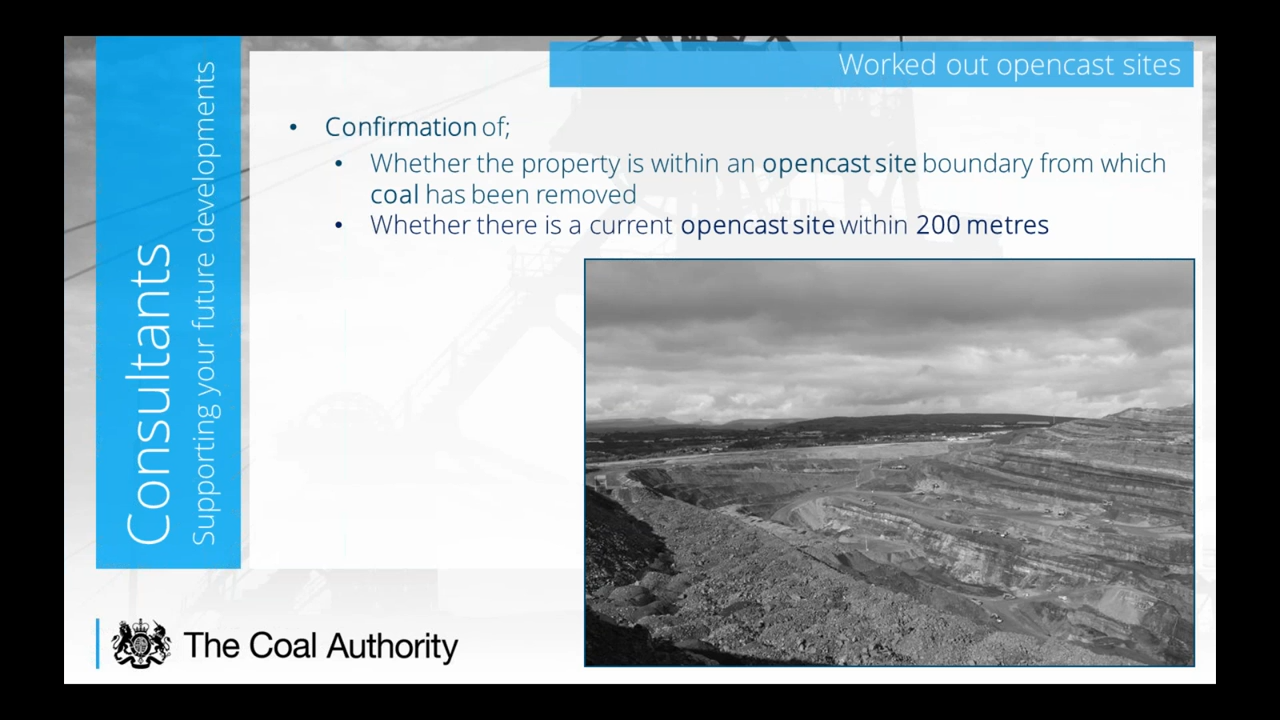 Worked out opencast sites
Consultants
Supporting your future developments
• Confirmation of;
• Whether the property is within an opencast site boundary from which
coal has been removed
• Whether there is a current opencast site within 200 metres
The Coal Authority